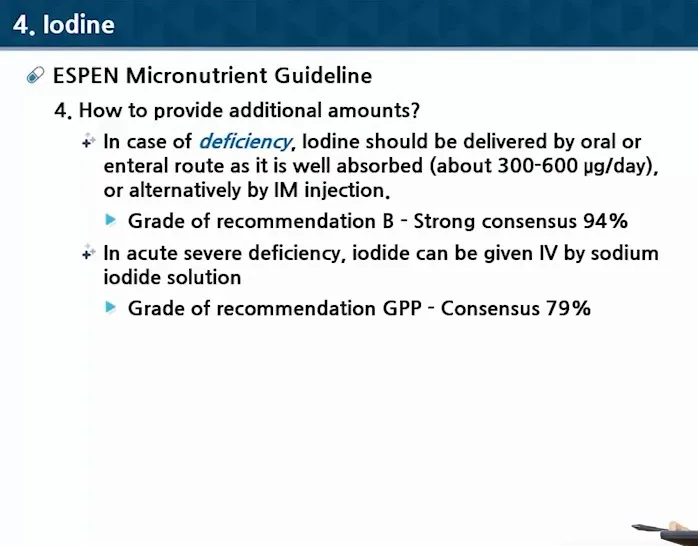 4. Iodine
ESPEN Micronutrient Guideline
4. How to provide additional amounts?
In case of deficiency, Iodine should be delivered by oral or
enteral route as it is well absorbed (about 300-600 μg/day),
or alternatively by IM injection.
Grade of recommendation B - Strong consensus 94%
In acute severe deficiency, iodide can be given IV by sodium
iodide solution
Grade of recommendation GPP - Consensus 79%